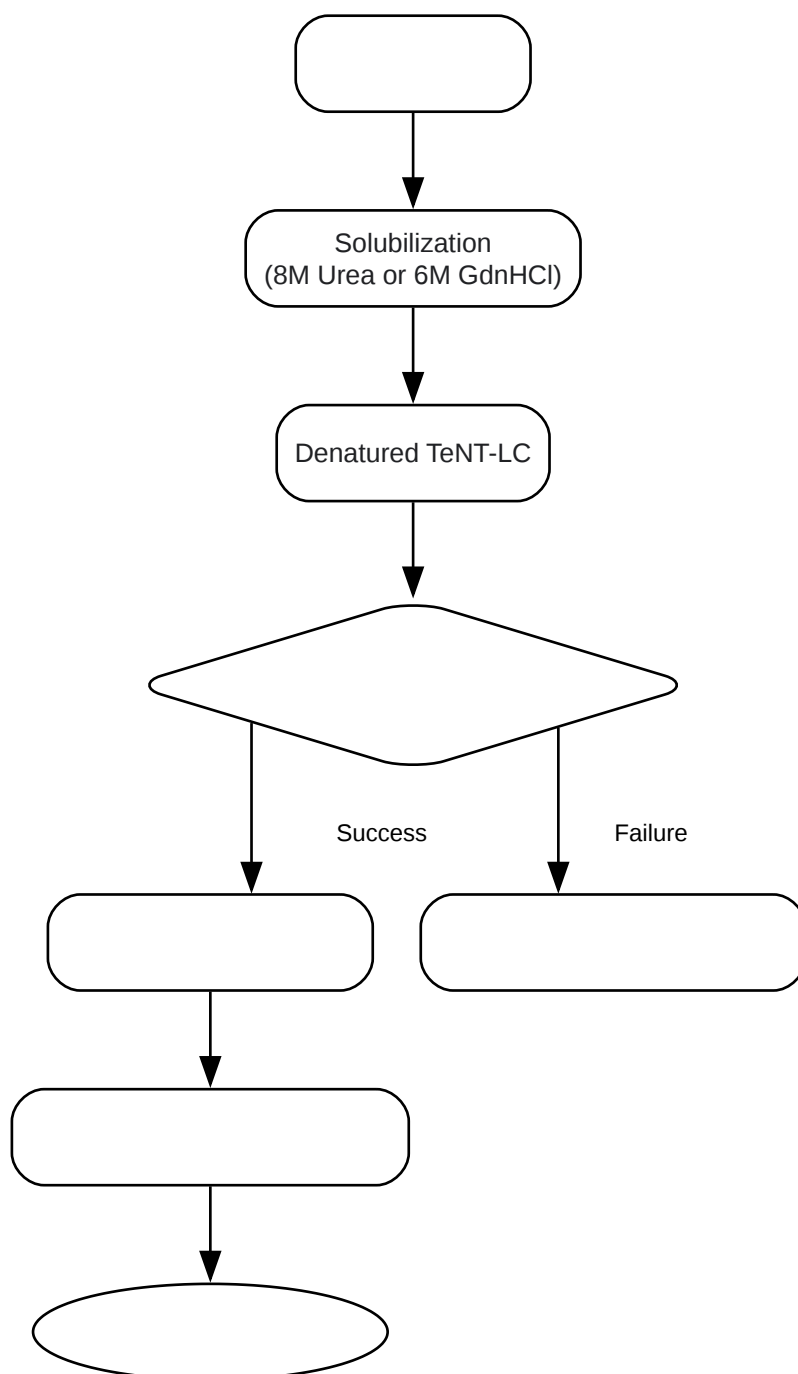 Solubilization
(8M Urea or 6M GdnHCl)
Denatured TeNT-LC
Success
Failure